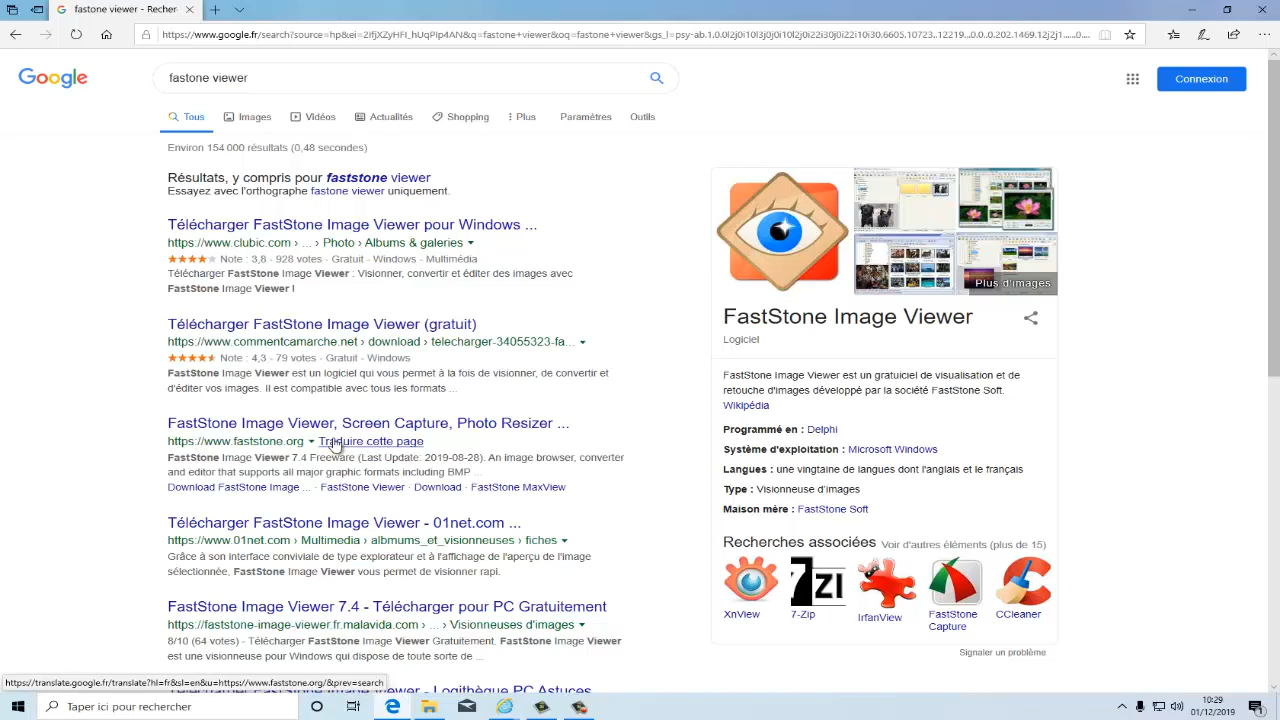 fastone viewer - Recher
https://www.google.fr/search?source=hp&ei=2IfjXZyHFI_hUqPIp4AN&q=fastone+viewer&oq=fastone+viewer&gs_l=psy-ab.1.0.0l2j0i10l3j0j0i10l2j0i22i30j0i22i10i30.6605.10723..12219...0.0..0.202.1469.12j2j1......0....
Google
fastone viewer
Connexion
Tous Images Vidéos Actualités Shopping Plus Paramètres Outils
Environ 154 000 résultats (0,48 secondes)
Résultats, y compris pour faststone viewer
Essayez avec l'orthographe fastone viewer uniquement.
Télécharger FastStone Image Viewer pour Windows ...
https://www.clubic.com › ... › Photo › Albums & galeries
Note : 3,8 928 votes - Gratuit - Windows - Multimédia
Télécharger FastStone Image Viewer : Visionner, convertir et éditer des images avec
FastStone Image Viewer !
Télécharger FastStone Image Viewer (gratuit)
https://www.commentcamarche.net › download › telecharger-34055323-fa...
Note : 4,3 - 79 votes - Gratuit - Windows
FastStone Image Viewer est un logiciel qui vous permet à la fois de visionner, de convertir et
d'éditer vos images. Il est compatible avec tous les formats ...
FastStone Image Viewer, Screen Capture, Photo Resizer ...
https://www.faststone.org Traduire cette page
FastStone Image Viewer 7.4 Freeware (Last Update: 2019-08-28). An image browser, converter
and editor that supports all major graphic formats including BMP ...
Download FastStone Image ... · FastStone Viewer · Download · FastStone MaxView
Télécharger FastStone Image Viewer - 01net.com ...
https://www.01net.com › Multimedia › albmums_et_visionneuses › fiches
Grâce à son interface conviviale de type explorateur et à l'affichage de l'aperçu de l'image
sélectionnée, FastStone Image Viewer vous permet de visionner rapi.
FastStone Image Viewer 7.4 - Télécharger pour PC Gratuitement
https://faststone-image-viewer.fr.malavida.com › ... › Visionneuses d'images
8/10 (64 votes) - Télécharger FastStone Image Viewer Gratuitement. FastStone Image Viewer
est une visionneuse pour Windows qui dispose de toute sorte de ...
Télécharger FastStone Image Viewer - Logithèque PC Astuces
Plus d'images
FastStone Image Viewer
Logiciel
FastStone Image Viewer est un gratuiciel de visualisation et de
retouche d'images développé par la société FastStone Soft.
Wikipédia
Programmé en : Delphi
Système d'exploitation : Microsoft Windows
Langues : une vingtaine de langues dont l'anglais et le français
Type : Visionneuse d'images
Maison mère : FastStone Soft
Recherches associées Voir d'autres éléments (plus de 15)
7ZI
XnView 7-Zip IrfanView FastStone Capture CCleaner
Signaler un problème
https://translate.google.fr/translate?hl=fr&sl=en&u=https://www.faststone.org/&prev=search
Taper ici pour rechercher
10:29
01/12/2019